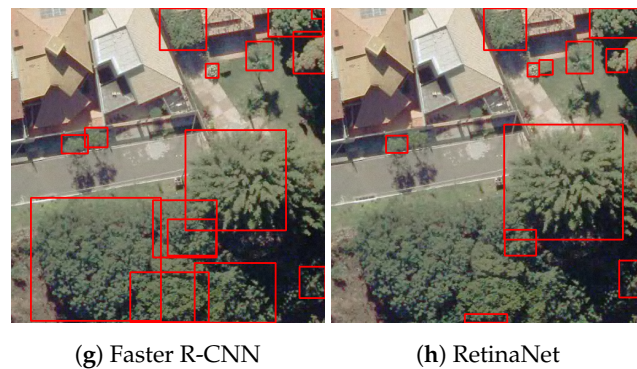 (g) Faster R-CNN
(h) RetinaNet